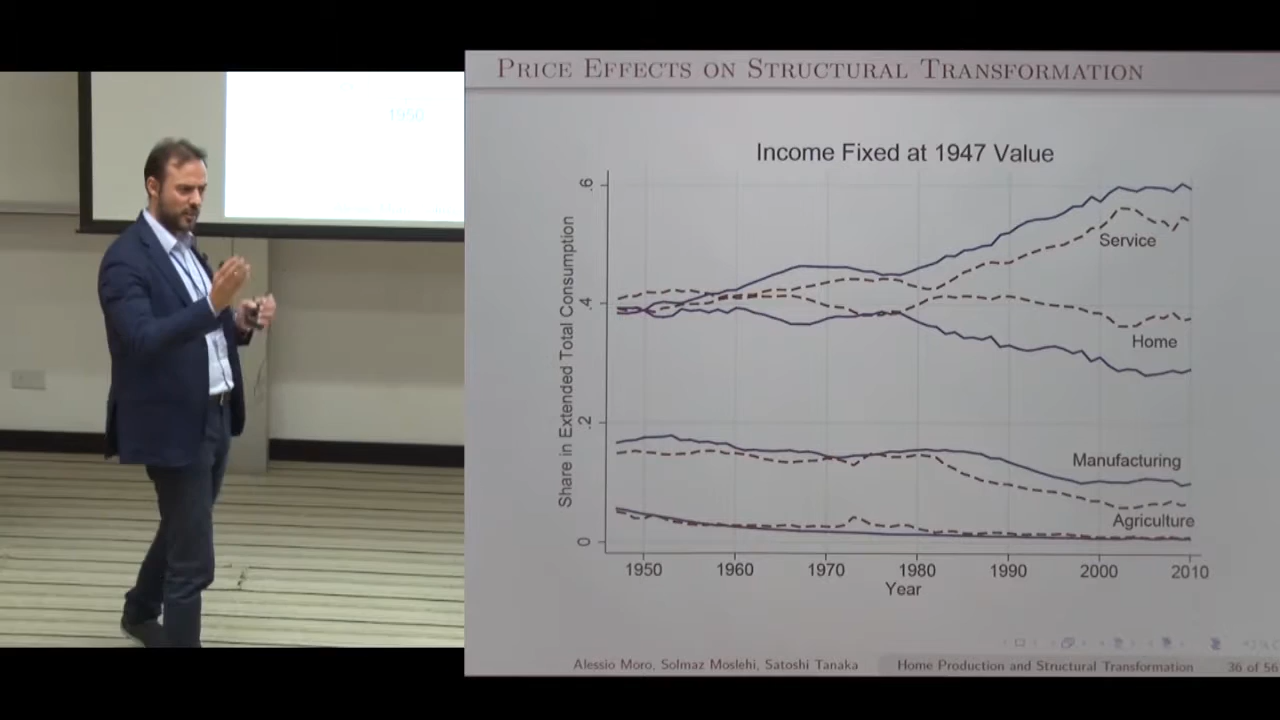 1950
PRICE EFFECTS ON STRUCTURAL TRANSFORMATION
Income Fixed at 1947 Value
Share in Extended Total Consumption
.6
.4
.2
0
Service
Home
Manufacturing
Agriculture
1950 1960 1970 1980 1990 2000 2010
Year
Alessio Moro, Solmaz Moslehi, Satoshi Tanaka
Home Production and Structural Transformation
36 of 56